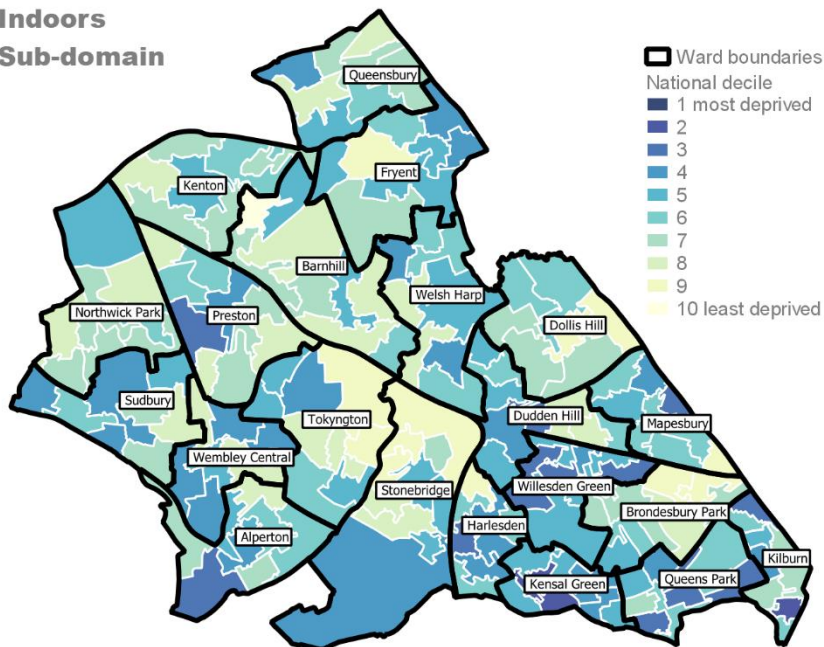 Indoors
Sub-domain
Ward boundaries
National decile
1 most deprived
2
3
4
5
6
7
8
9
10 least deprived
Queensbury
Kenton
Fryent
Barnhill
Welsh Harp
Northwick Park
Preston
Dollis Hill
Sudbury
Tokyngton
Dudden Hill
Mapesbury
Wembley Central
Stonebridge
Willesden Green
Brondesbury Park
Harlesden
Alperton
Kilburn
Kensal Green
Queens Park